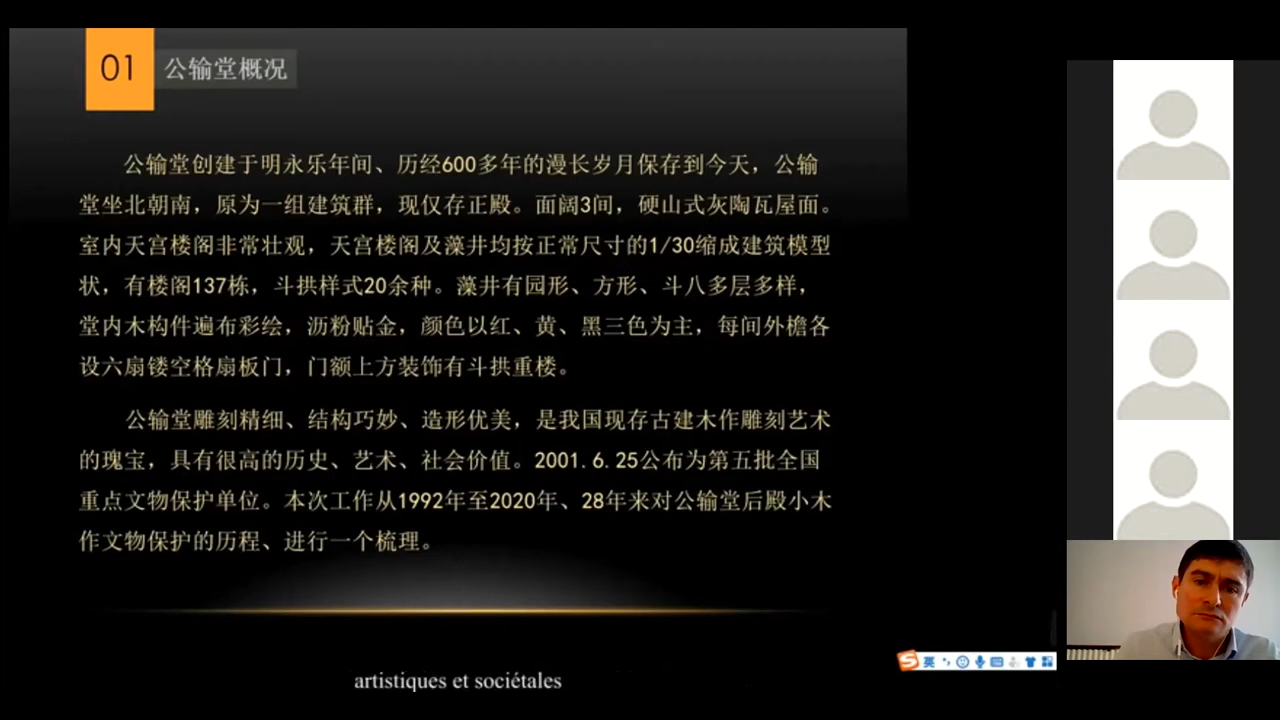 01
公输堂概况
公输堂创建于明永乐年间、历经600多年的漫长岁月保存到今天，公输
堂坐北朝南，原为一组建筑群，现仅存正殿。面阔3间，硬山式灰陶瓦屋面。
室内天宫楼阁非常壮观，天宫楼阁及藻井均按正常尺寸的1/30缩成建筑模型
状，有楼阁137栋，斗拱样式20余种。藻井有园形、方形、斗八多层多样，
堂内木构件遍布彩绘，沥粉贴金，颜色以红、黄、黑三色为主，每间外檐各
设六扇镂空格扇板门，门额上方装饰有斗拱重楼。
公输堂雕刻精细、结构巧妙、造形优美，是我国现存古建木作雕刻艺术
的瑰宝，具有很高的历史、艺术、社会价值。2001.6.25公布为第五批全国
重点文物保护单位。本次工作从1992年至2020年、28年来对公输堂后殿小木
作文物保护的历程、进行一个梳理。
英
artistiques et sociétales